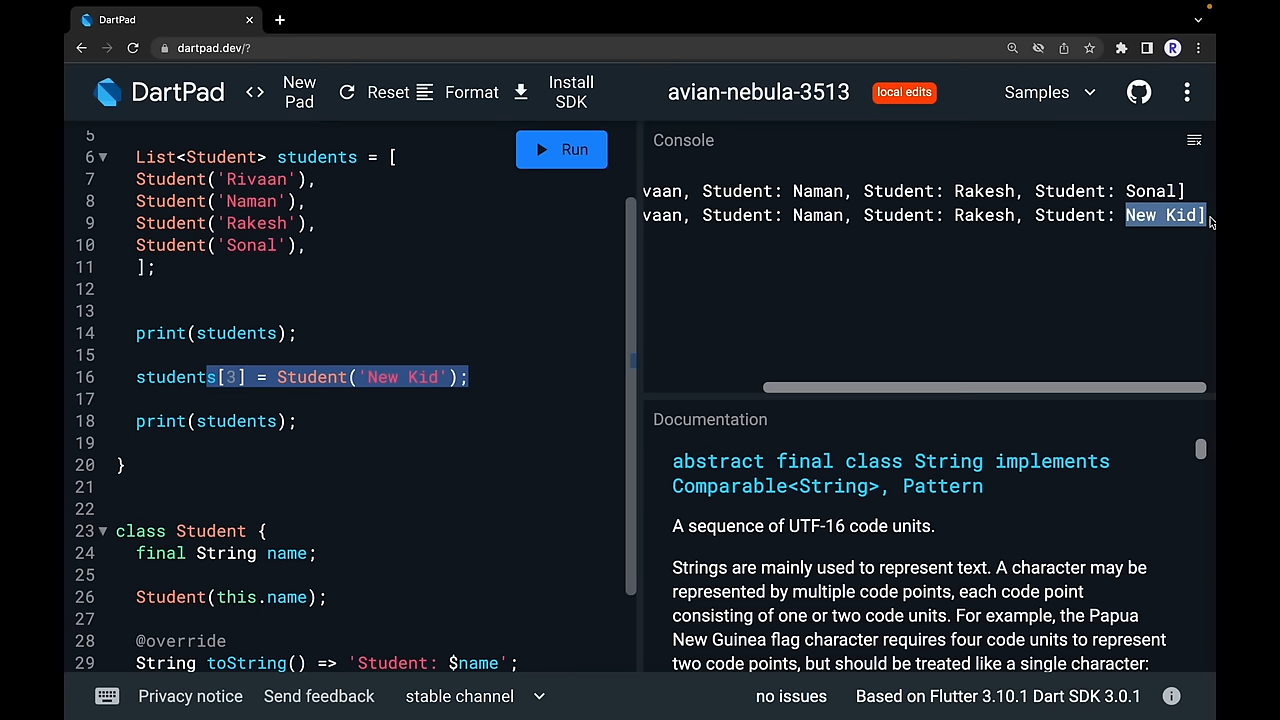 DartPad
dartpad.dev/?
R
DartPad
<> New Pad
Reset
Format
Install SDK
avian-nebula-3513
local edits
Samples
5
6 List<Student> students = [
7 Student('Rivaan'),
8 Student('Naman'),
9 Student('Rakesh'),
10 Student('Sonal'),
11 ];
12
13
14 print(students);
15
16 students[3] = Student('New Kid');
17
18 print(students);
19
20 }
21
22
23 class Student {
24 final String name;
25
26 Student(this.name);
27
28 @override
29 String toString() => 'Student: $name';
Run
Console
vaan, Student: Naman, Student: Rakesh, Student: Sonal]
vaan, Student: Naman, Student: Rakesh, Student: New Kid]
Documentation
abstract final class String implements
Comparable<String>, Pattern
A sequence of UTF-16 code units.
Strings are mainly used to represent text. A character may
be represented by multiple code points, each code point
consisting of one or two code units. For example, the Papua
New Guinea flag character requires four code units to represent
two code points, but should be treated like a single character:
Privacy notice
Send feedback
stable channel
no issues
Based on Flutter 3.10.1 Dart SDK 3.0.1